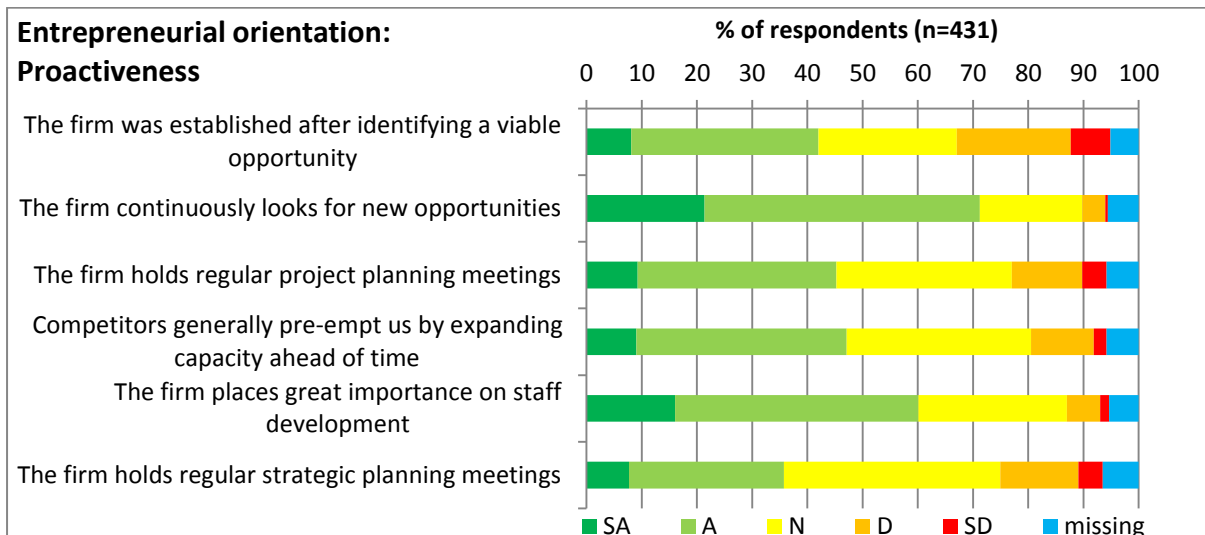 Entrepreneurial orientation:
Proactiveness
% of respondents (n=431)
0 10 20 30 40 50 60 70 80 90 100
The firm was established after identifying a viable
opportunity
The firm continuously looks for new opportunities
The firm holds regular project planning meetings
Competitors generally pre-empt us by expanding
capacity ahead of time
The firm places great importance on staff
development
The firm holds regular strategic planning meetings
SA A N D SD missing